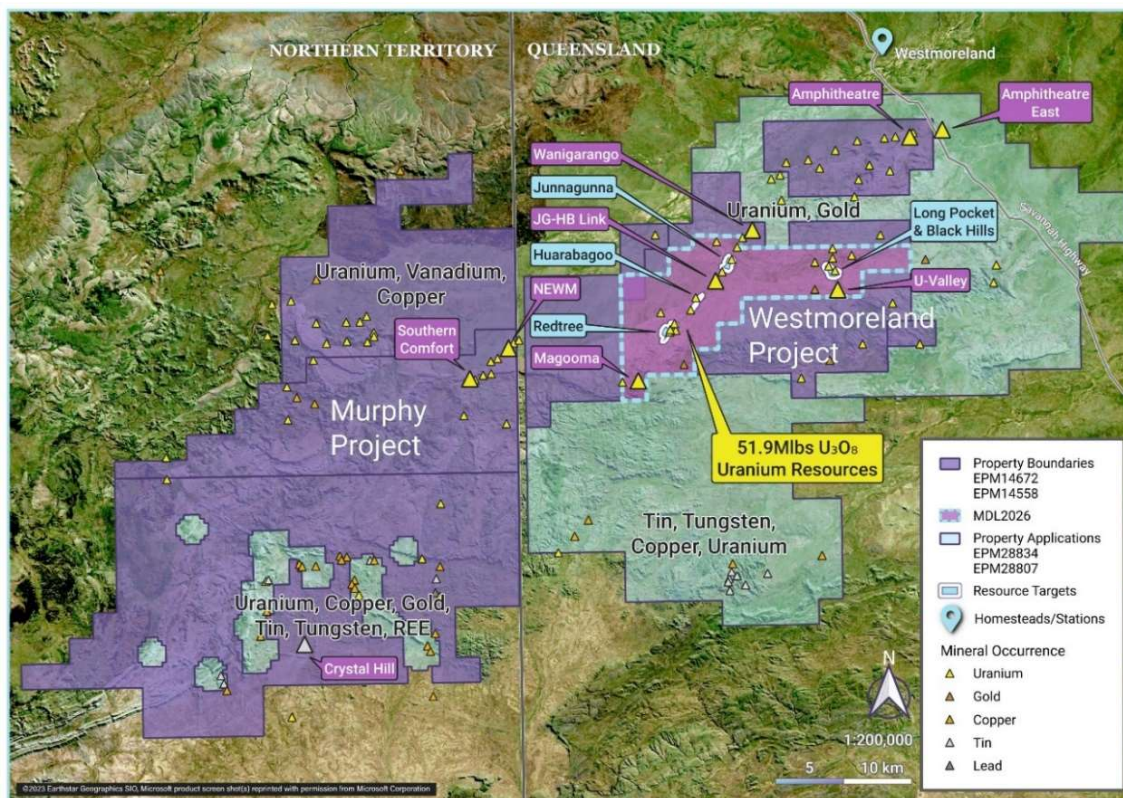 NORTHERN TERRITORY
QUEENSLAND
Westmoreland
Amphitheatre
Amphitheatre
East
Wanigarango
Junnagunna
JG-HB Link
Huarabagoo
NEWM
Redtree
Magooma
Uranium, Gold
Long Pocket
& Black Hills
U-Valley
Savannah Highway
Uranium, Vanadium,
Copper
Southern
Comfort
Murphy
Project
Westmoreland
Project
51.9Mlbs U₃O₈
Uranium Resources
Tin, Tungsten,
Copper, Uranium
Uranium, Copper, Gold,
Tin, Tungsten, REE
Crystal Hill
Property Boundaries
EPM14672
EPM14558
MDL2026
Property Applications
EPM28834
EPM28807
Resource Targets
Homesteads/Stations
Mineral Occurrence
Uranium
Gold
Copper
Tin
Lead
N
1:200,000
5 10 km
©2023 Earthstar Geographics SIO, Microsoft product screen shot(s) reprinted with permission from Microsoft Corporation